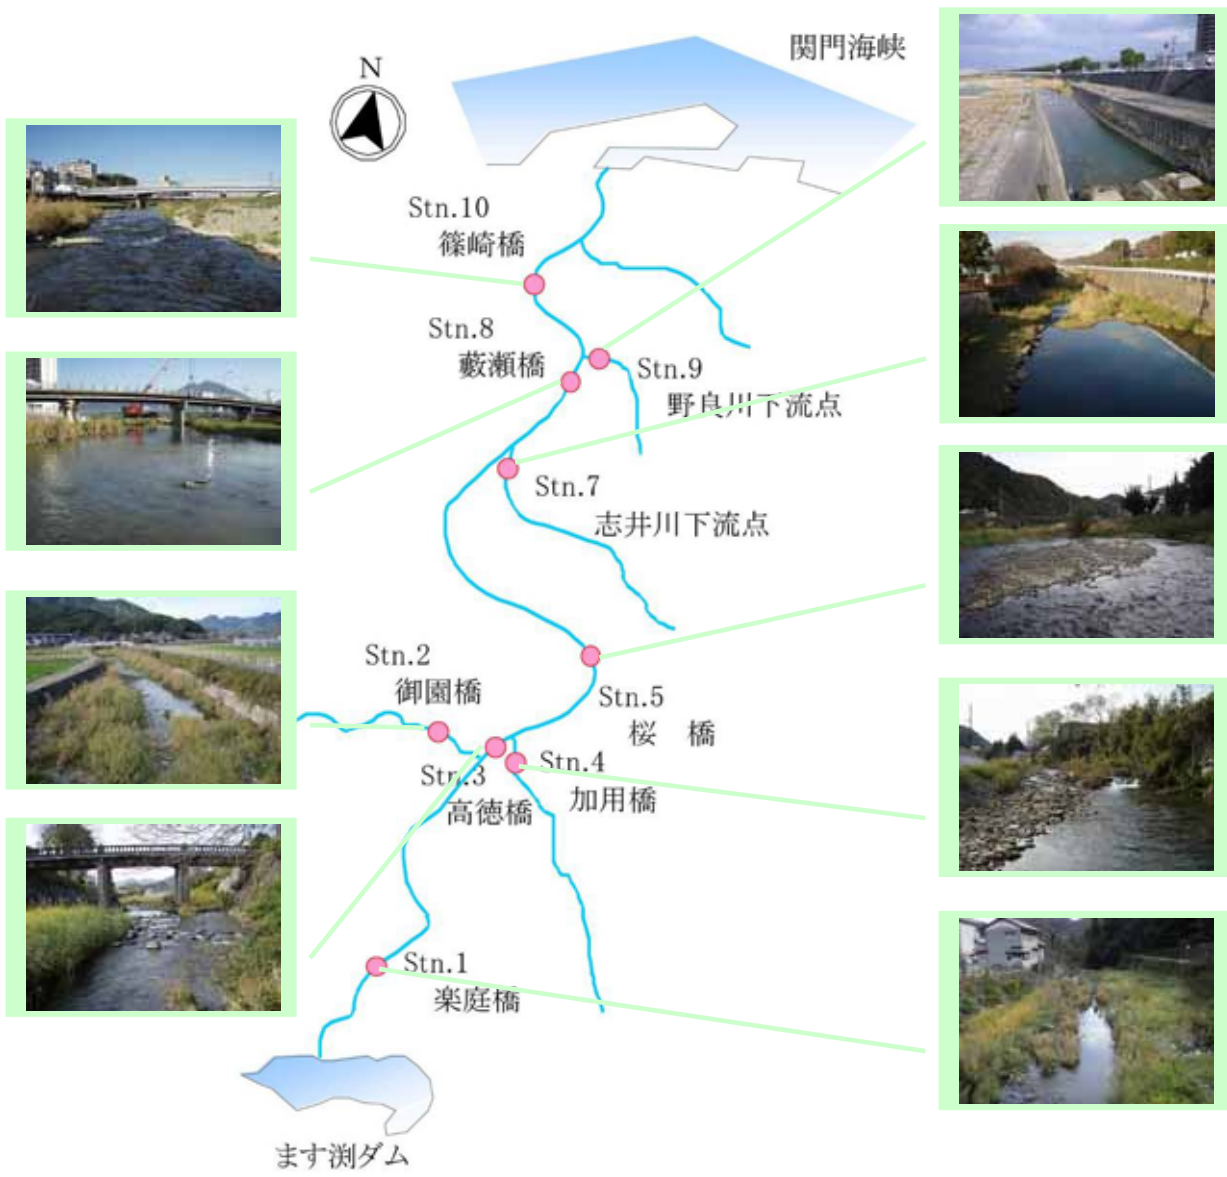 関門海峡
N
Stn.10
篠崎橋
Stn.8
藪瀬橋
Stn.9
野良川下流点
Stn.7
志井川下流点
Stn.2
御園橋
Stn.5
桜 橋
Stn.3
高徳橋
Stn.4
加用橋
Stn.1
楽庭橋
ます渕ダム